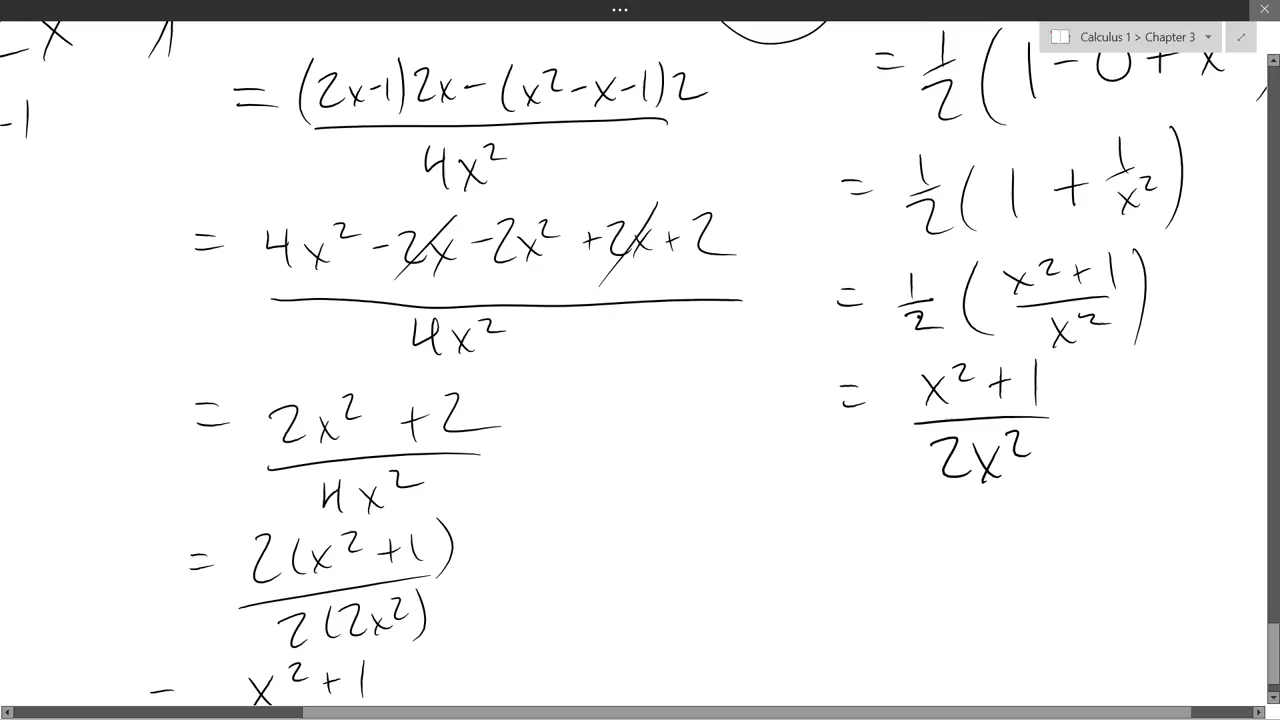 ...
Calculus 1 > Chapter 3
-1
= (2x-1)2x-(x²-x-1)2
4x²
= 4x²-2x-2x²+2x+2
4x²
= 2x²+2
4x²
= 2(x²+1)
2(2x²)
= x²+1
= 1/2(1-0+x
= 1/2(1+1/x²)
= 1/2(x²+1/x²)
= x²+1
2x²